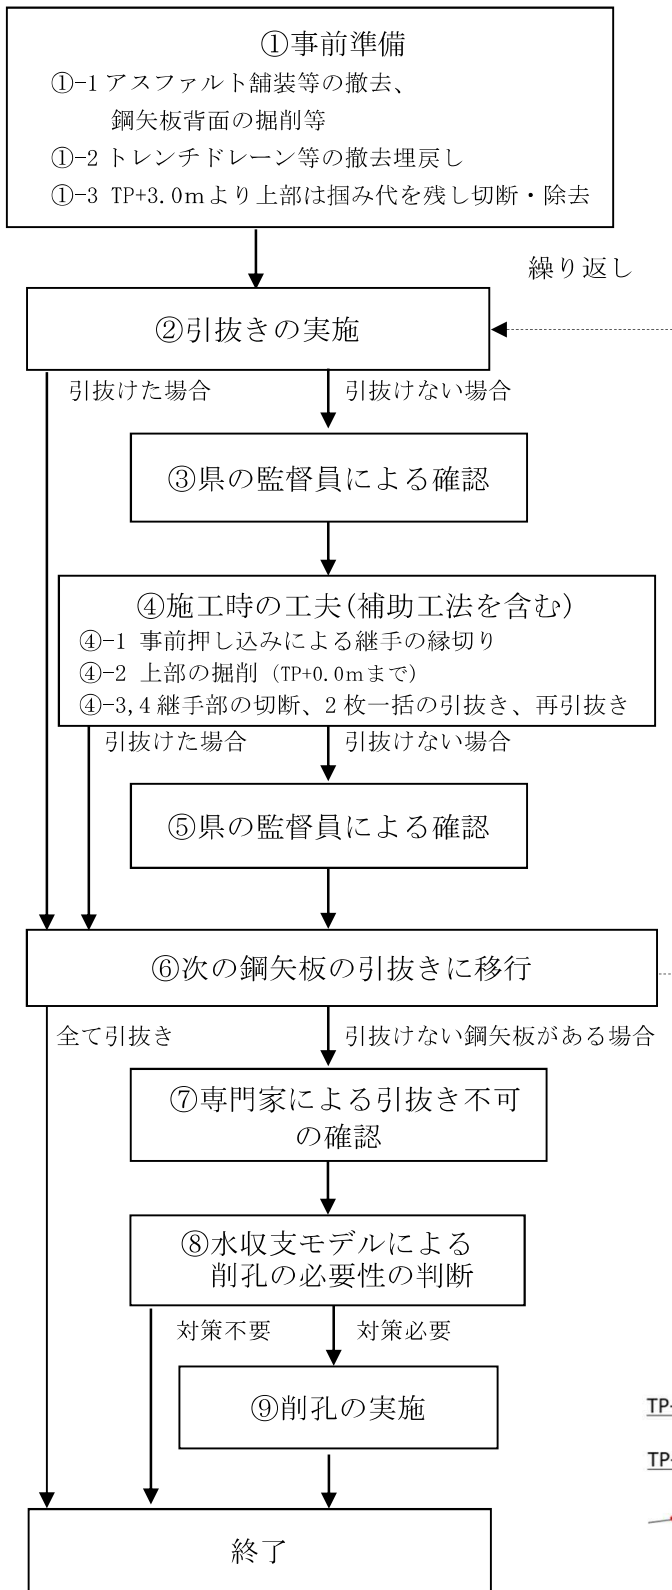 ①事前準備
①-1 アスファルト舗装等の撤去、
鋼矢板背面の掘削等
①-2 トレンチドレーン等の撤去埋戻し
①-3 TP+3.0mより上部は掴み代を残し切断・除去
繰り返し
②引抜きの実施
引抜けた場合 引抜けない場合
③県の監督員による確認
④施工時の工夫(補助工法を含む)
④-1 事前押し込みによる継手の縁切り
④-2 上部の掘削（TP+0.0mまで）
④-3,4 継手部の切断、2 枚一括の引抜き、再引抜き
引抜けた場合 引抜けない場合
⑤県の監督員による確認
⑥次の鋼矢板の引抜きに移行
全て引抜き 引抜けない鋼矢板がある場合
⑦専門家による引抜き不可
の確認
⑧水収支モデルによる
削孔の必要性の判断
対策不要 対策必要
⑨削孔の実施
TP-
TP-
終了